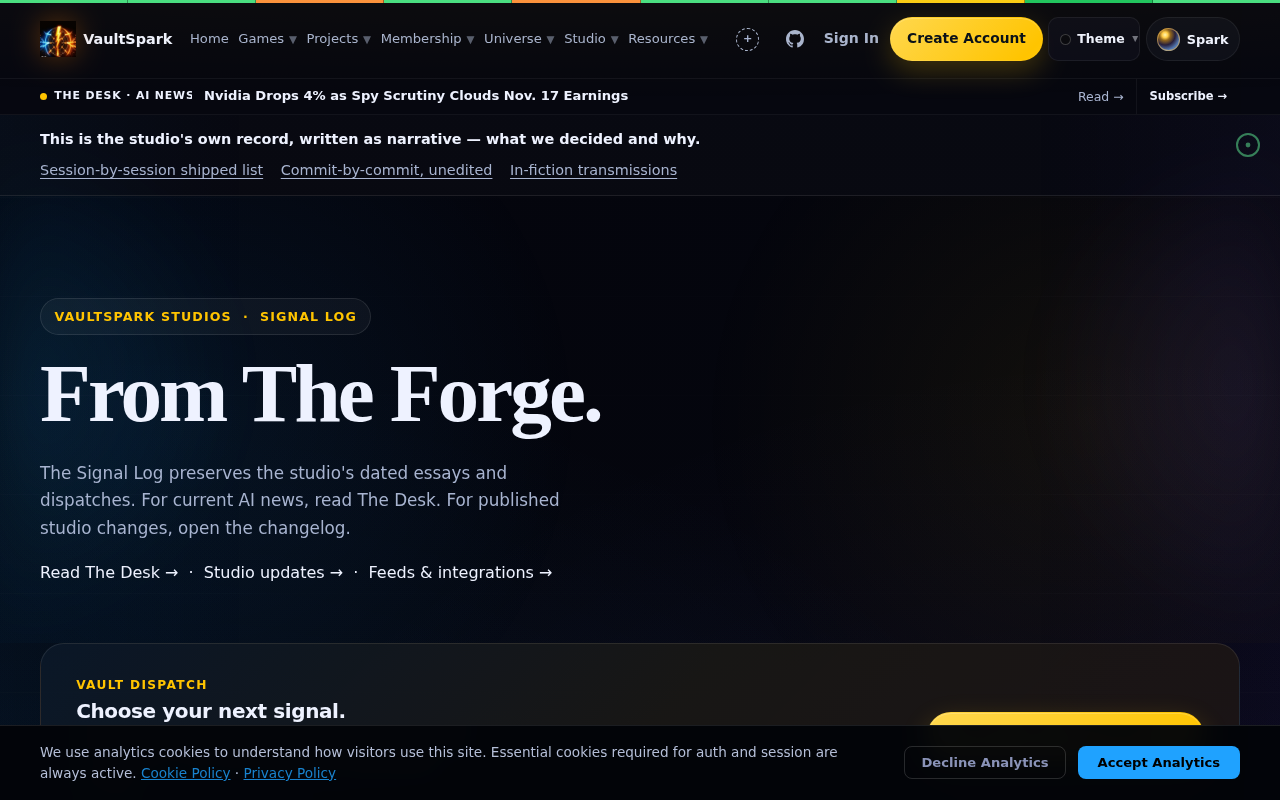 VaultSpark Home Games ▾ Projects ▾ Membership ▾ Universe ▾ Studio ▾ Resources ▾ + Sign In Create Account Theme ▾ Spark
THE DESK · AI NEWS Nvidia Drops 4% as Spy Scrutiny Clouds Nov. 17 Earnings Read → Subscribe →
This is the studio's own record, written as narrative — what we decided and why.
Session-by-session shipped list Commit-by-commit, unedited In-fiction transmissions
VAULTSPARK STUDIOS · SIGNAL LOG
From The Forge.
The Signal Log preserves the studio's dated essays and
dispatches. For current AI news, read The Desk. For published
studio changes, open the changelog.
Read The Desk → · Studio updates → · Feeds & integrations →
VAULT DISPATCH
Choose your next signal.
We use analytics cookies to understand how visitors use this site. Essential cookies required for auth and session are
always active. Cookie Policy · Privacy Policy
Decline Analytics Accept Analytics